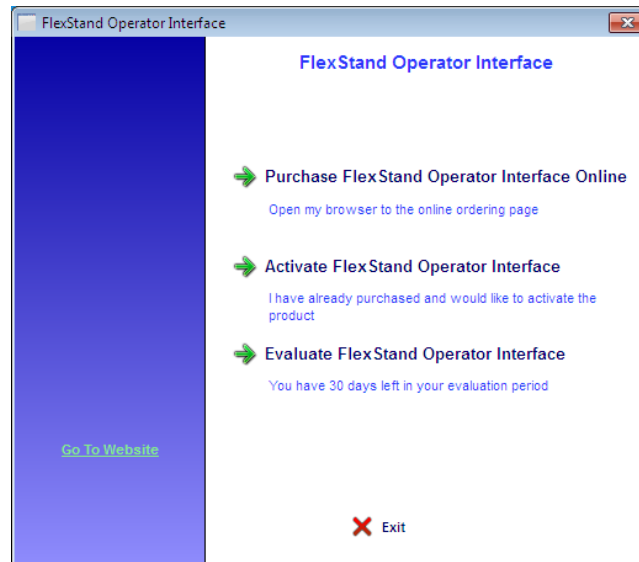 FlexStand Operator Interface
FlexStand Operator Interface
Purchase FlexStand Operator Interface Online
Open my browser to the online ordering page
Activate FlexStand Operator Interface
I have already purchased and would like to activate the
product
Evaluate FlexStand Operator Interface
You have 30 days left in your evaluation period
Go To Website
Exit